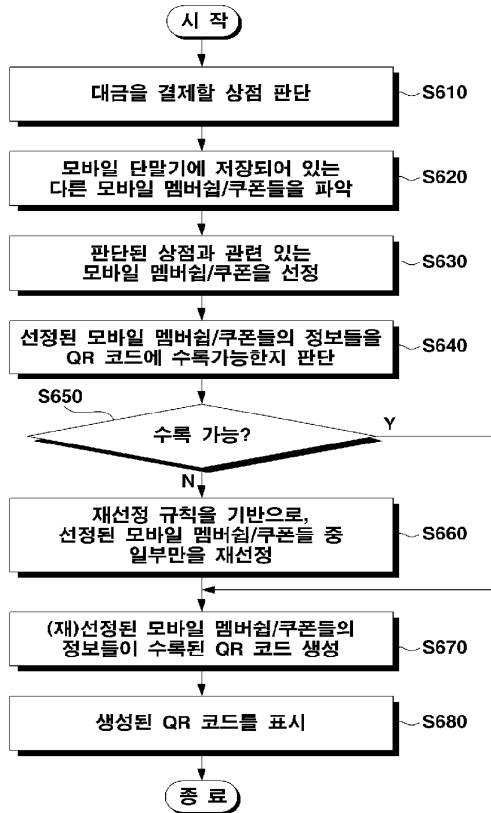 시 작
대금을 결제할 상점 판단
S610
모바일 단말기에 저장되어 있는
다른 모바일 멤버쉽/쿠폰들을 파악
S620
판단된 상점과 관련 있는
모바일 멤버쉽/쿠폰을 선정
S630
선정된 모바일 멤버쉽/쿠폰들의 정보들을
QR 코드에 수록가능한지 판단
S640
S650
수록 가능?
Y
N
재선정 규칙을 기반으로,
선정된 모바일 멤버쉽/쿠폰들 중
일부만을 재선정
S660
(재)선정된 모바일 멤버쉽/쿠폰들의
정보들이 수록된 QR 코드 생성
S670
생성된 QR 코드를 표시
S680
종 료